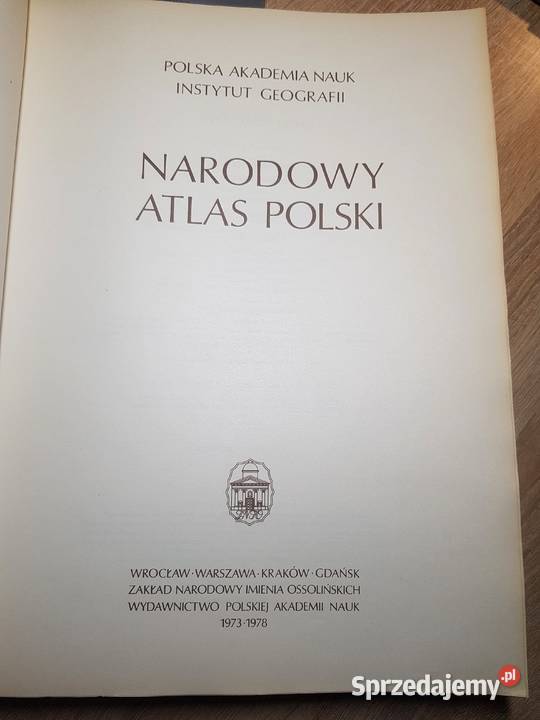 POLSKA AKADEMIA NAUK
INSTYTUT GEOGRAFII
NARODOWY
ATLAS POLSKI
WROCŁAW·WARSZAWA·KRAKÓW·GDAŃSK
ZAKŁAD NARODOWY IMIENIA OSSOLIŃSKICH
WYDAWNICTWO POLSKIEJ AKADEMII NAUK
1973·1978
Sprzedajemy.pl